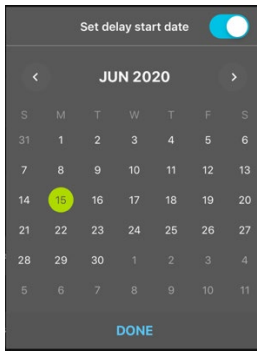 Set delay start date
< JUN 2020 >
S M T W T F S
31 1 2 3 4 5 6
7 8 9 10 11 12 13
14 15 16 17 18 19 20
21 22 23 24 25 26 27
28 29 30 1 2 3 4
5 6 7 8 9 10 11
DONE